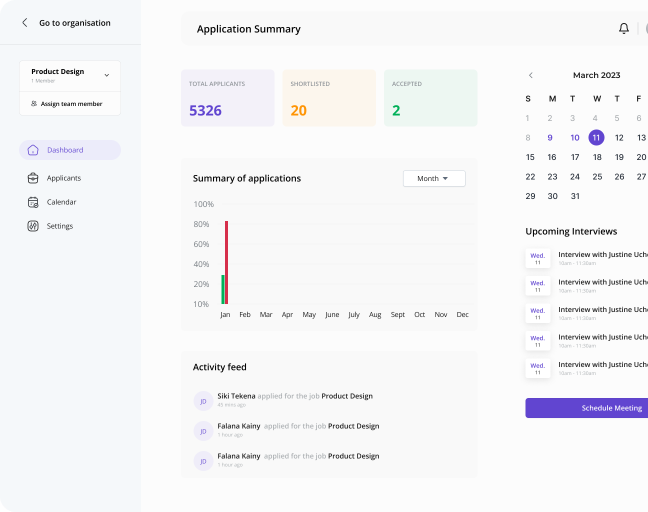 Go to organisation
Product Design
1 Member
Assign team member
Dashboard
Applicants
Calendar
Settings
Application Summary
TOTAL APPLICANTS
5326
SHORTLISTED
20
ACCEPTED
2
Summary of applications
Month
100%
80%
60%
40%
20%
10%
Jan Feb Mar Apr May June July Aug Sept Oct Nov Dec
Activity feed
JD
Siki Tekena applied for the job Product Design
45 mins ago
JD
Falana Kainy applied for the job Product Design
1 hour ago
JD
Falana Kainy applied for the job Product Design
1 hour ago
March 2023
S M T W T F
1 2 3 4 5 6
8 9 10 11 12 13
15 16 17 18 19 20
22 23 24 25 26 27
29 30 31
Upcoming Interviews
Wed.
11
Interview with Justine Uche
10am - 11:30am
Wed.
11
Interview with Justine Uche
10am - 11:30am
Wed.
11
Interview with Justine Uche
10am - 11:30am
Wed.
11
Interview with Justine Uche
10am - 11:30am
Wed.
11
Interview with Justine Uche
10am - 11:30am
Schedule Meeting